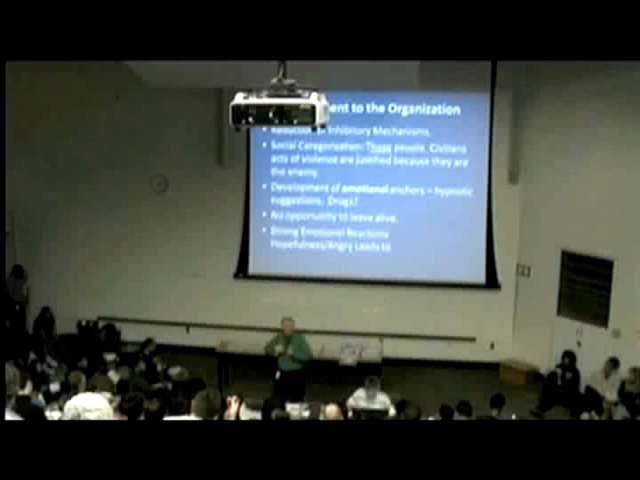 ent to the Organization
Reduction Inhibitory Mechanisms.
Social Categorization: Those people. Civilians
acts of violence are justified because they are
the enemy.
Development of emotional anchors – hypnotic
suggestions. Drugs?
No opportunity to leave alive.
Strong Emotional Reactions
Hopefulness/Angry Leads to